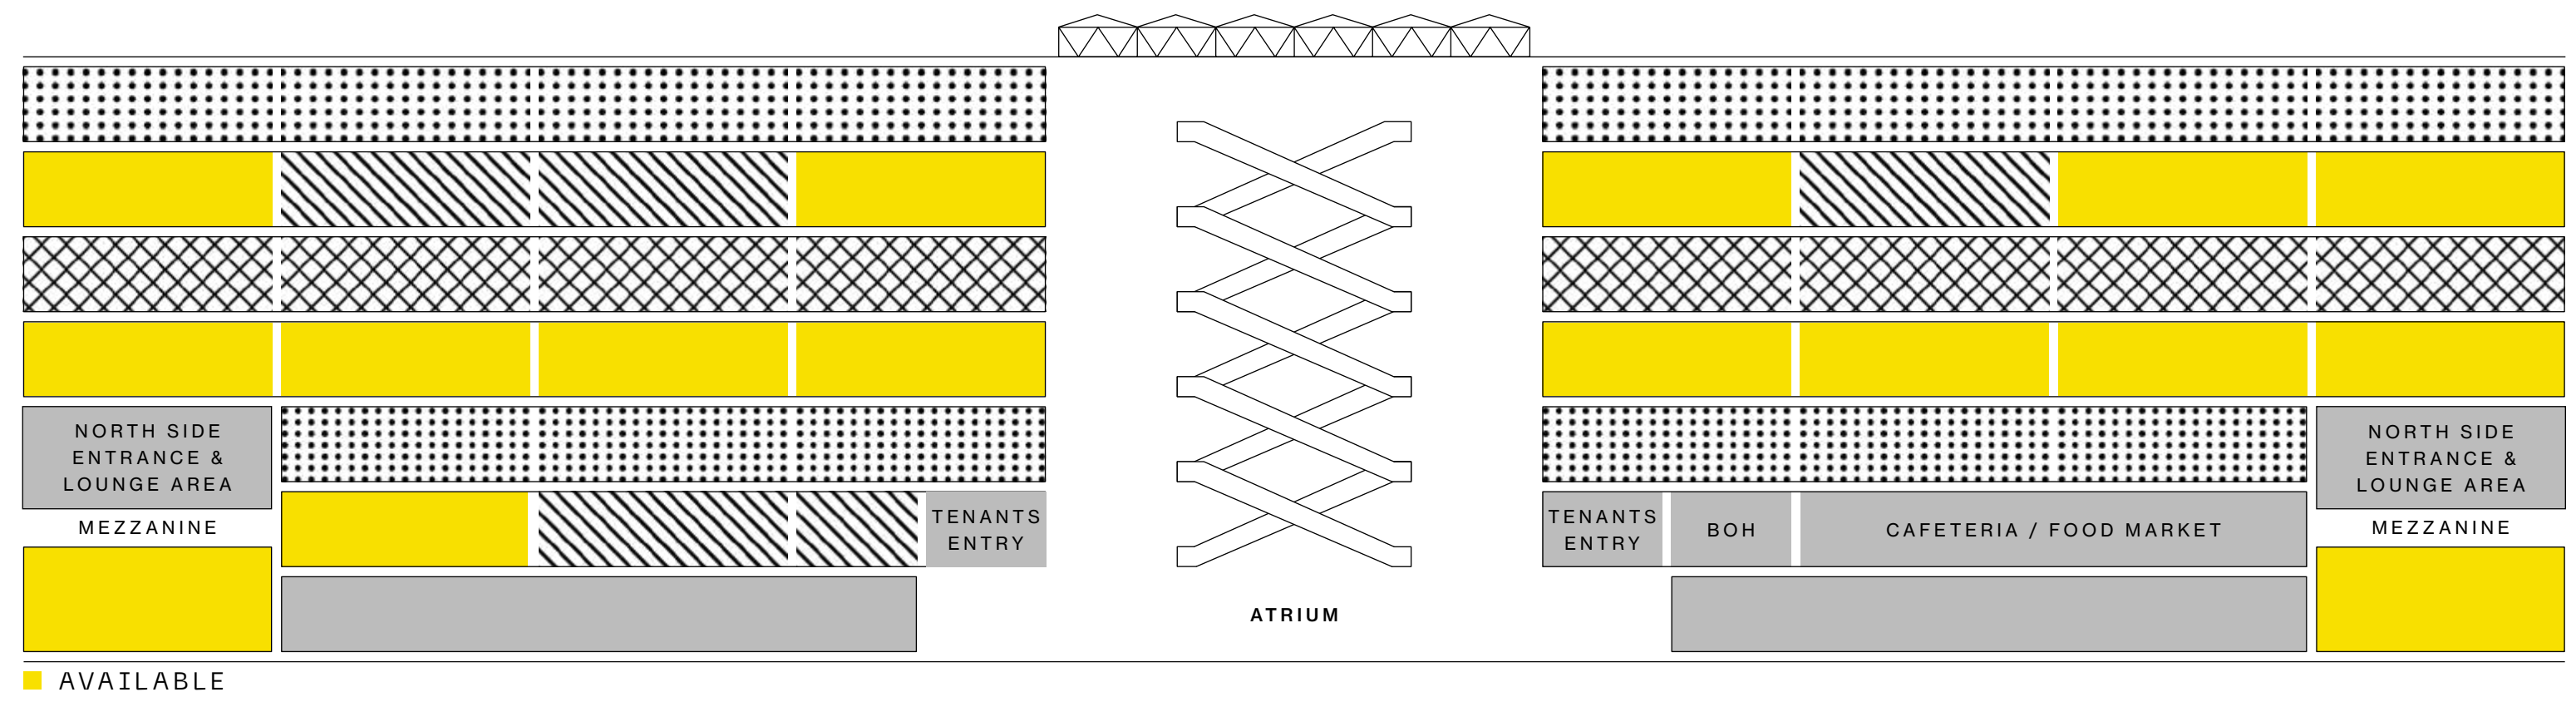 NORTH SIDE
ENTRANCE &
LOUNGE AREA
MEZZANINE
TENANTS
ENTRY
TENANTS
ENTRY
BOH
CAFETERIA / FOOD MARKET
NORTH SIDE
ENTRANCE &
LOUNGE AREA
MEZZANINE
ATRIUM
AVAILABLE